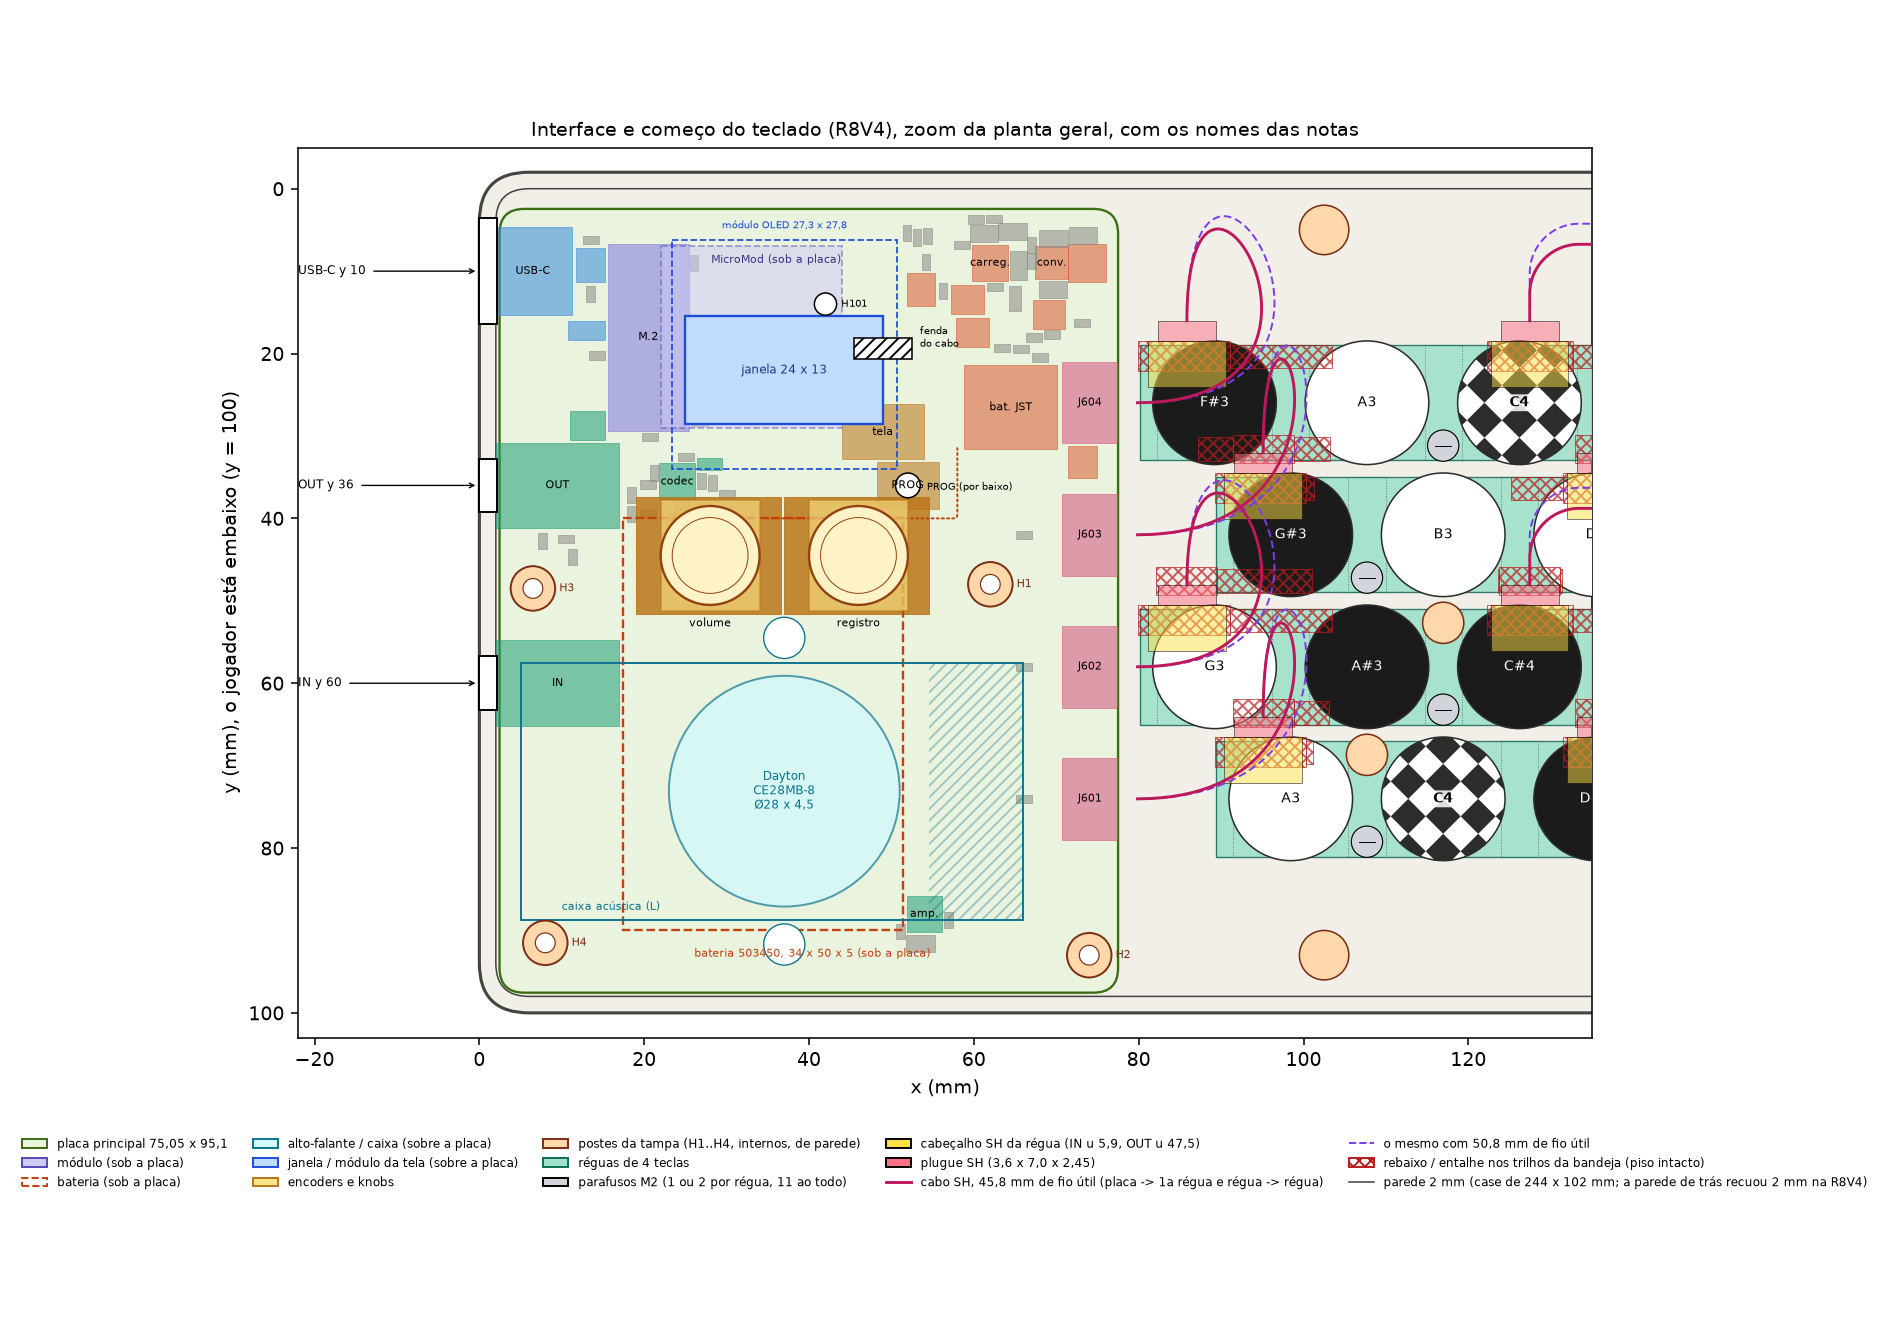 Interface e começo do teclado (R8V4), zoom da planta geral, com os nomes das notas
y (mm), o jogador está embaixo (y = 100)
0
20
40
60
80
100
−20
0
20
40
60
80
100
120
x (mm)
USB-C y 10
OUT y 36
IN y 60
módulo OLED 27,3 x 27,8
USB-C
MicroMod (sob a placa)
carreg.
conv.
H101
M.2
fenda
do cabo
janela 24 x 13
bat. JST
J604
F#3
A3
C4
tela
codec
OUT
PROG
PROG (por baixo)
J603
G#3
B3
D
H3
H1
volume
registro
IN
J602
G3
A#3
C#4
Dayton
CE28MB-8
Ø28 x 4,5
J601
A3
C4
D
caixa acústica (L)
amp.
H4
bateria 503450, 34 x 50 x 5 (sob a placa)
H2
placa principal 75,05 x 95,1
módulo (sob a placa)
bateria (sob a placa)
alto-falante / caixa (sobre a placa)
janela / módulo da tela (sobre a placa)
encoders e knobs
postes da tampa (H1..H4, internos, de parede)
réguas de 4 teclas
parafusos M2 (1 ou 2 por régua, 11 ao todo)
cabeçalho SH da régua (IN u 5,9, OUT u 47,5)
plugue SH (3,6 x 7,0 x 2,45)
cabo SH, 45,8 mm de fio útil (placa -> 1a régua e régua -> régua)
o mesmo com 50,8 mm de fio útil
rebaixo / entalhe nos trilhos da bandeja (piso intacto)
parede 2 mm (case de 244 x 102 mm; a parede de trás recuou 2 mm na R8V4)